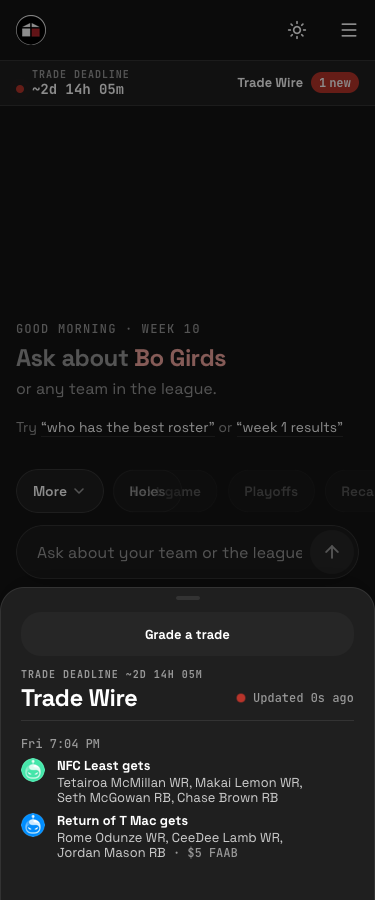 TRADE DEADLINE
~2d 14h 05m
Trade Wire 1 new
GOOD MORNING · WEEK 10
Ask about Bo Girds
or any team in the league.
Try “who has the best roster” or “week 1 results”
More
Holes
Playoffs
Reca
Ask about your team or the league
Grade a trade
TRADE DEADLINE ~2D 14H 05M
Trade Wire
Updated 0s ago
Fri 7:04 PM
NFC Least gets
Tetairoa McMillan WR, Makai Lemon WR,
Seth McGowan RB, Chase Brown RB
Return of T Mac gets
Rome Odunze WR, CeeDee Lamb WR,
Jordan Mason RB · $5 FAAB